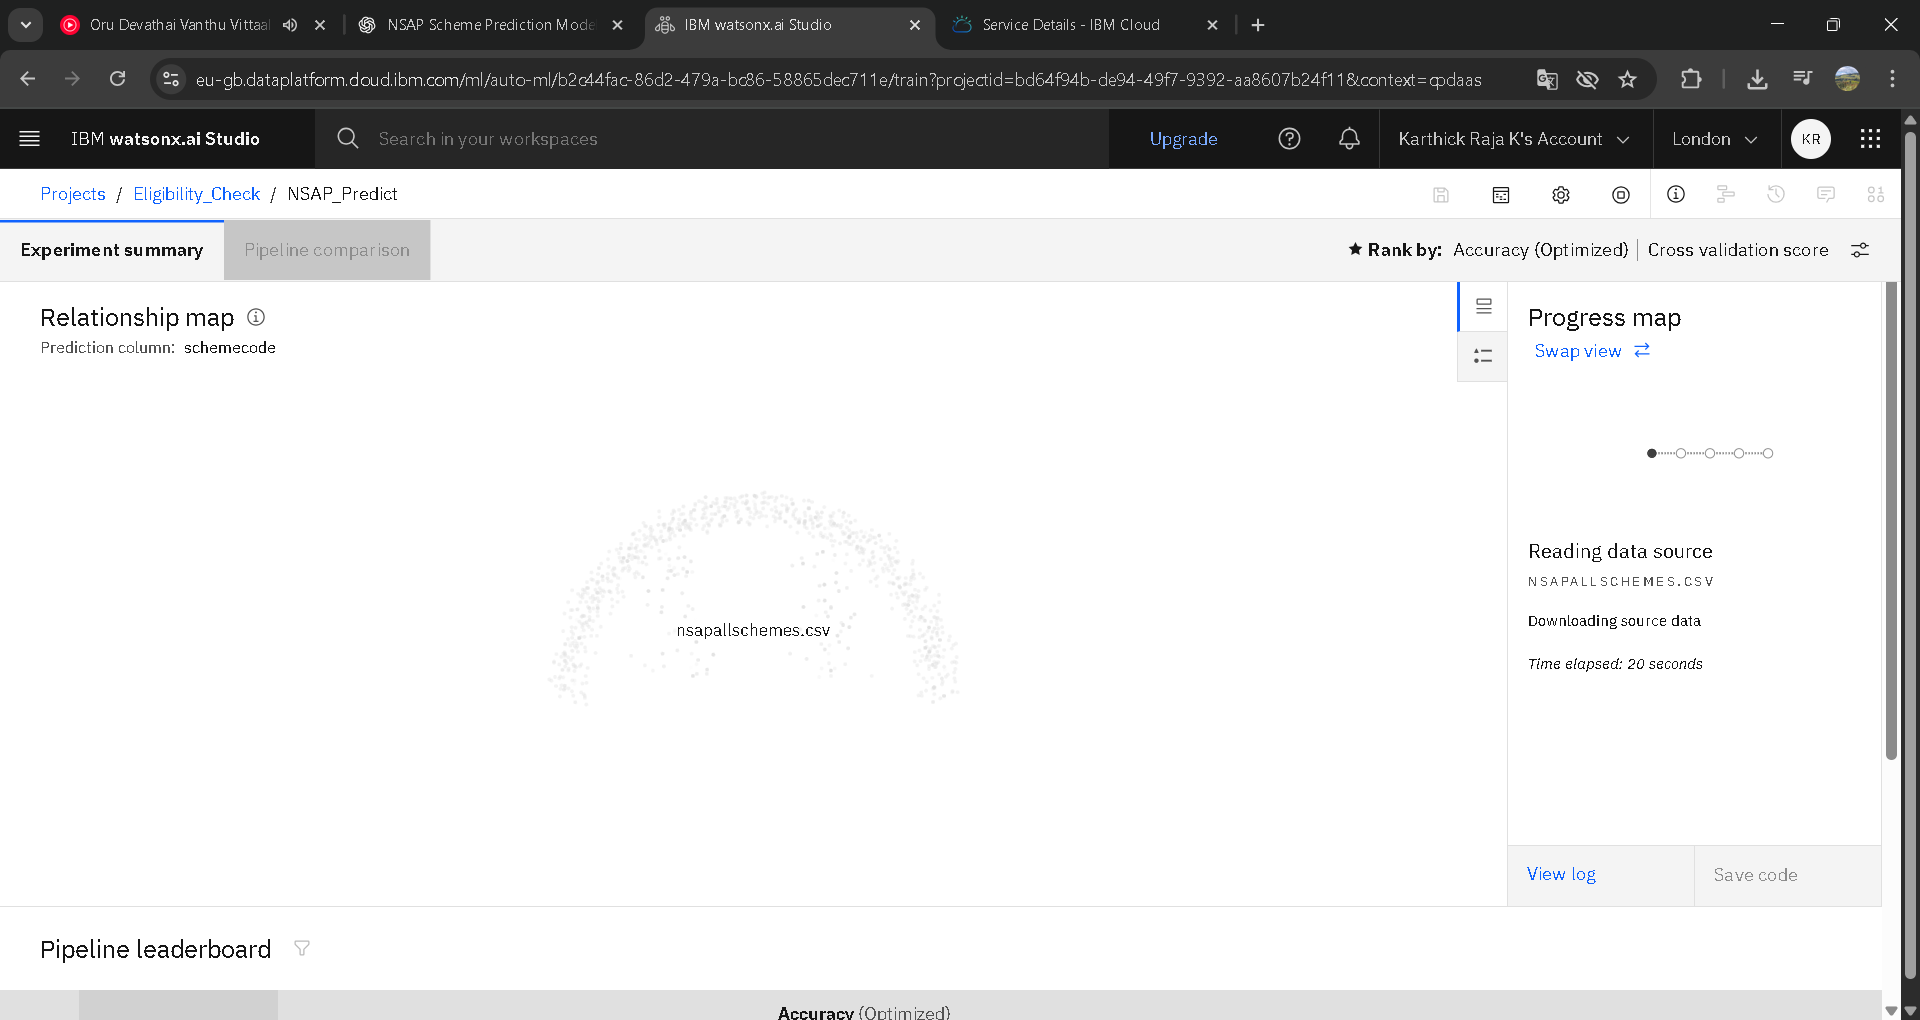 Oru Devathai Vanthu Vittaal
NSAP Scheme Prediction Mode
IBM watsonx.ai Studio
Service Details - IBM Cloud
eu-gb.dataplatform.cloud.ibm.com/ml/auto-ml/b2c44fac-86d2-479a-bc86-58865dec711e/train?projectid=bd64f94b-de94-49f7-9392-aa8607b24f11&context=cpdaas
IBM watsonx.ai Studio
Search in your workspaces
Upgrade
Karthick Raja K's Account
London
KR
Projects / Eligibility_Check / NSAP_Predict
Experiment summary
Pipeline comparison
Rank by: Accuracy (Optimized) | Cross validation score
Relationship map
Prediction column: schemecode
nsapallschemes.csv
Progress map
Swap view
Reading data source
NSAPALLSCHEMES.CSV
Downloading source data
Time elapsed: 20 seconds
View log
Save code
Pipeline leaderboard
Accuracy (Optimized)